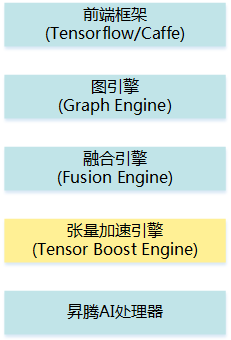 前端框架
(Tensorflow/Caffe)
图引擎
(Graph Engine)
融合引擎
(Fusion Engine)
张量加速引擎
(Tensor Boost Engine)
昇腾AI处理器